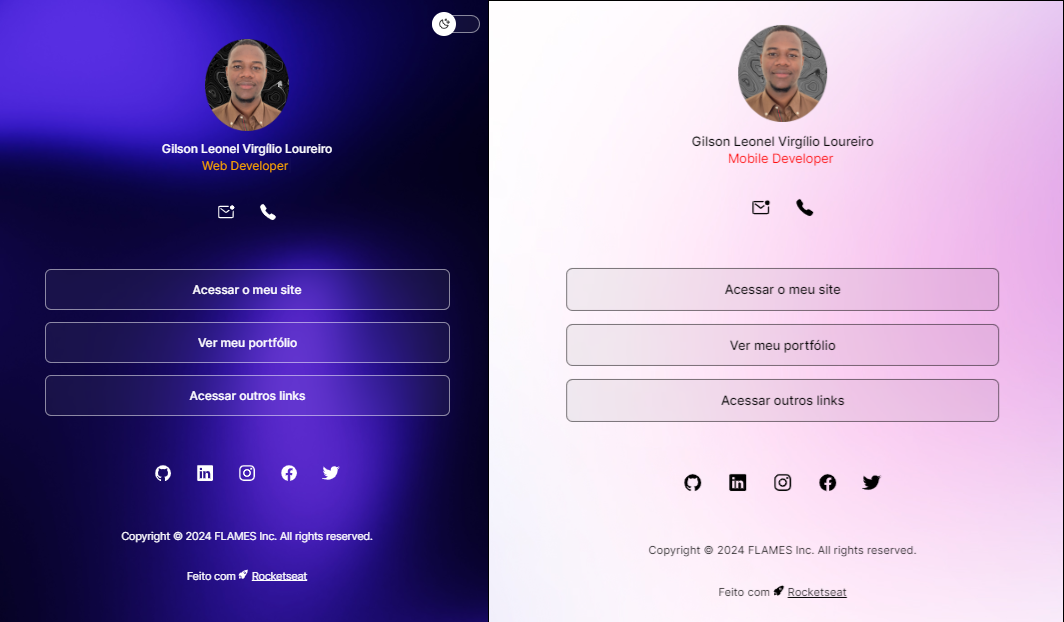 Gilson Leonel Virgílio Loureiro
Web Developer
Acessar o meu site
Ver meu portfólio
Acessar outros links
Copyright © 2024 FLAMES Inc. All rights reserved.
Feito com Rocketseat
Gilson Leonel Virgílio Loureiro
Mobile Developer
Acessar o meu site
Ver meu portfólio
Acessar outros links
Copyright © 2024 FLAMES Inc. All rights reserved.
Feito com Rocketseat